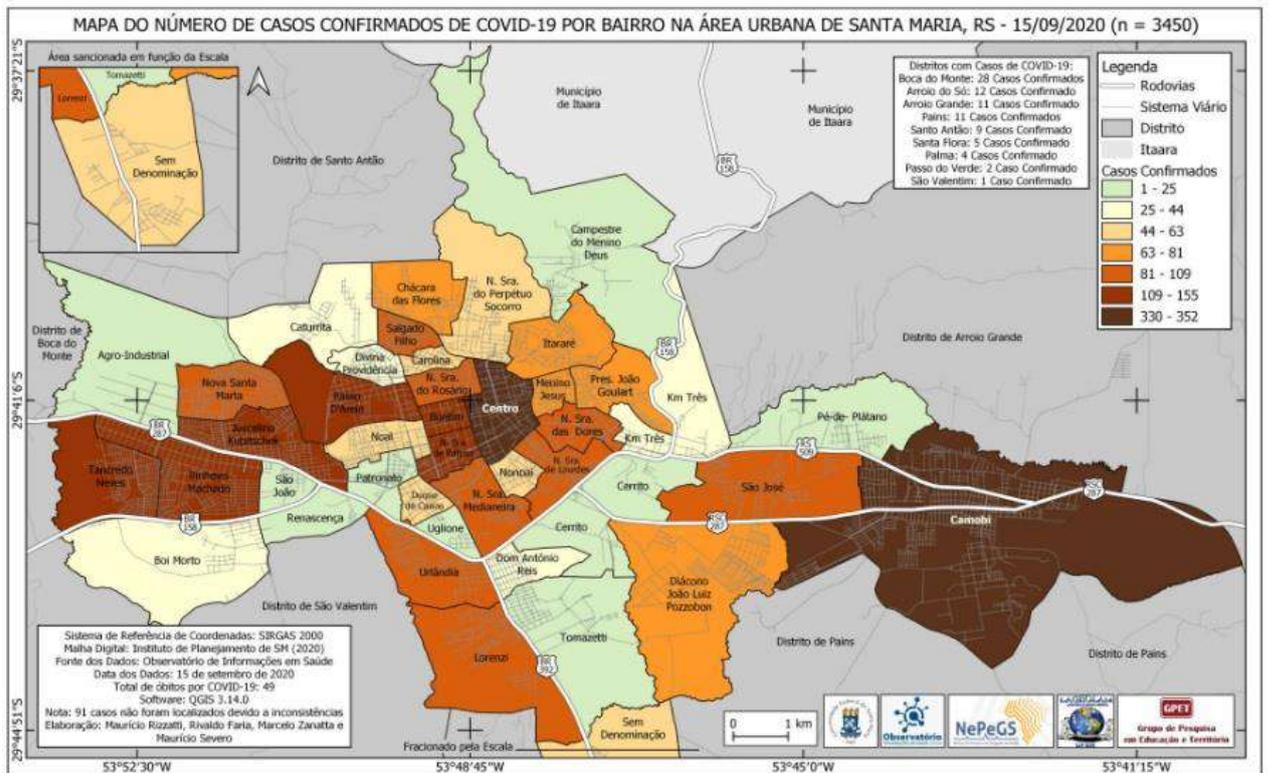 MAPA DO NÚMERO DE CASOS CONFIRMADOS DE COVID-19 POR BAIRRO NA ÁREA URBANA DE SANTA MARIA, RS - 15/09/2020 (n = 3450)
29°37'21"S
29°41'6"S
29°44'51"S
Área sancionada em função da Escala
Tomazetti
Lorenzi
Sem
Denominação
Distrito de Santo Antão
Município
de Itaara
Município
de Itaara
BR
158
Distritos com Casos de COVID-19:
Boca do Monte: 28 Casos Confirmados
Arroio do Só: 12 Casos Confirmado
Arroio Grande: 11 Casos Confirmado
Pains: 11 Casos Confirmados
Santo Antão: 9 Casos Confirmado
Santa Flora: 5 Casos Confirmado
Palma: 4 Casos Confirmado
Passo do Verde: 2 Caso Confirmado
São Valentim: 1 Caso Confirmado
Legenda
Rodovias
Sistema Viário
Distrito
Itaara
Casos Confirmados
1 - 25
25 - 44
44 - 63
63 - 81
81 - 109
109 - 155
330 - 352
Campestre
do Menino
Deus
N. Sra.
do Perpétuo
Socorro
Chácara
das Flores
Caturrita
Salgado
Filho
Itararé
Distrito de
Boca do
Monte
Agro-Industrial
Divina
Providência
Carolina
BR
158
Distrito de Arroio Grande
Nova Santa
Marta
Passo
D'Areia
N. Sra.
do Rosário
Centro
Menino
Jesus
Pres. João
Goulart
Km Três
Bonfim
Juscelino
Kubitschek
Noal
N. Sra.
de Fátima
N. Sra.
das Dores
Km Três
Pé-de- Plátano
BR
287
RS
509
Tancredo
Neves
Pinheiro
Machado
São
João
Patronato
Nonoai
N. Sra.
de Lourdes
Cerrito
São José
RSC
287
Duque
de Caxias
N. Sra.
Medianeira
BR
158
Renascença
Uglione
Cerrito
RSC
287
Camobi
Boi Morto
Dom Antônio
Reis
Urlândia
Diácono
João Luiz
Pozzobon
Distrito de São Valentim
Tomazetti
Distrito de Pains
Distrito de Pains
Lorenzi
BR
392
Sem
Denominação
Fracionado pela Escala
Sistema de Referência de Coordenadas: SIRGAS 2000
Malha Digital: Instituto de Planejamento de SM (2020)
Fonte dos Dados: Observatório de Informações em Saúde
Data dos Dados: 15 de setembro de 2020
Total de óbitos por COVID-19: 49
Software: QGIS 3.14.0
Nota: 91 casos não foram localizados devido a inconsistências
Elaboração: Maurício Rizzatti, Rivaldo Faria, Marcelo Zanatta e
Maurício Severo
0 1 km
Observatório
NePeGS
GPET
Grupo de Pesquisa
em Educação e Território
53°52'30"W
53°48'45"W
53°45'0"W
53°41'15"W